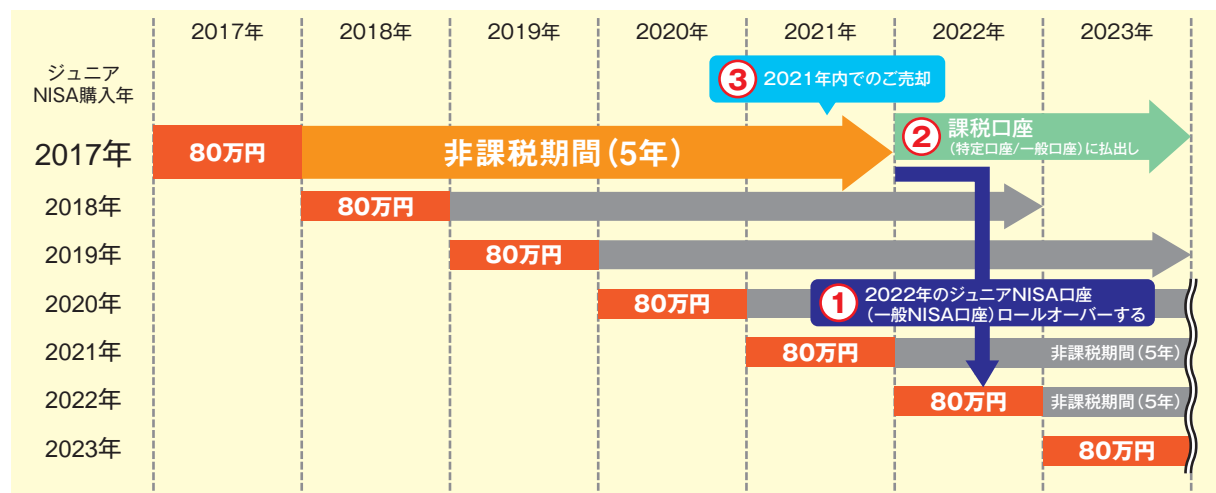 2017年 2018年 2019年 2020年 2021年 2022年 2023年
ジュニア
NISA購入年
③ 2021年内でのご売却
2017年 80万円 非課税期間(5年)
② 課税口座
(特定口座/一般口座)に払出し
2018年 80万円
2019年 80万円
2020年 80万円
① 2022年のジュニアNISA口座
(一般NISA口座)ロールオーバーする
2021年 80万円 非課税期間(5年)
2022年 80万円 非課税期間(5年)
2023年 80万円